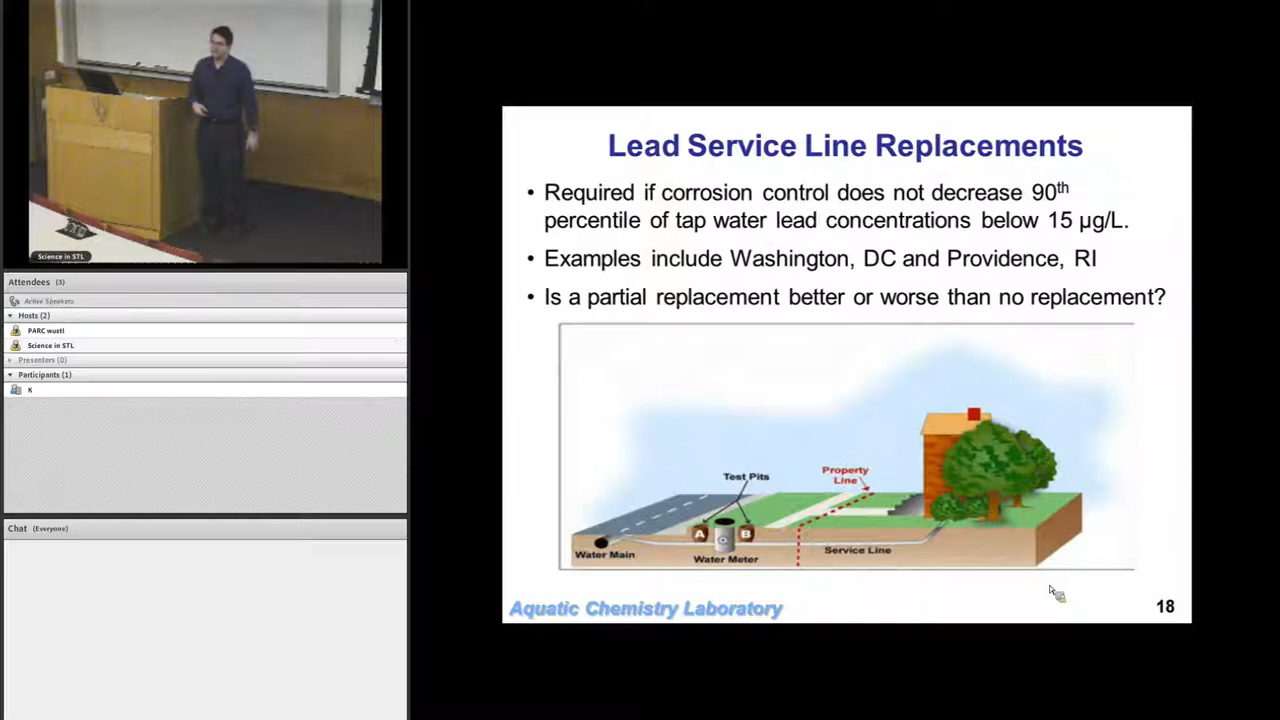 Science in STL
Attendees (3)
Active Speakers
Hosts (2)
PARC wustl
Science in STL
Presenters (0)
Participants (1)
K
Chat (Everyone)
Lead Service Line Replacements
• Required if corrosion control does not decrease 90th
percentile of tap water lead concentrations below 15 µg/L.
• Examples include Washington, DC and Providence, RI
• Is a partial replacement better or worse than no replacement?
Test Pits
Property
Line
A
B
Water Main
Water Meter
Service Line
Aquatic Chemistry Laboratory
18